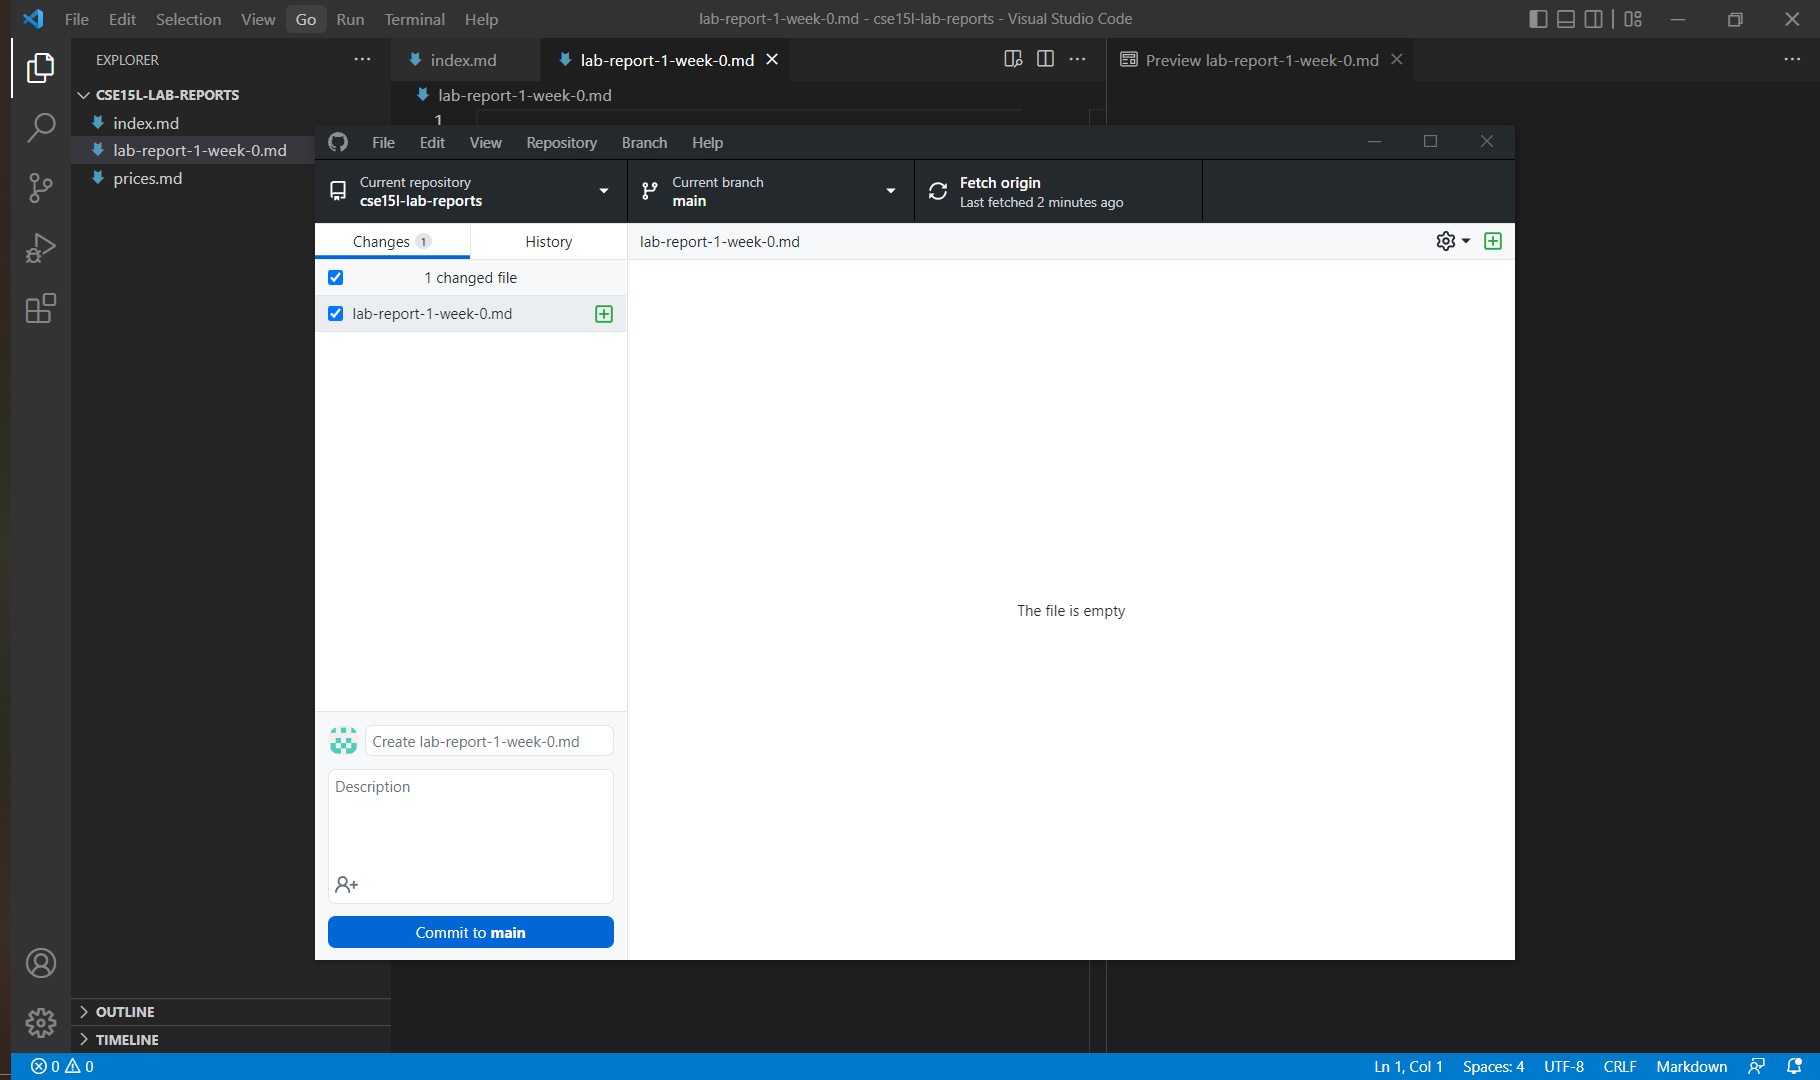 File Edit Selection View Go Run Terminal Help
lab-report-1-week-0.md - cse15l-lab-reports - Visual Studio Code
EXPLORER
index.md
lab-report-1-week-0.md
Preview lab-report-1-week-0.md
CSE15L-LAB-REPORTS
lab-report-1-week-0.md
1
index.md
lab-report-1-week-0.md
prices.md
File Edit View Repository Branch Help
Current repository
cse15l-lab-reports
Current branch
main
Fetch origin
Last fetched 2 minutes ago
Changes 1
History
lab-report-1-week-0.md
1 changed file
lab-report-1-week-0.md
The file is empty
Create lab-report-1-week-0.md
Description
Commit to main
OUTLINE
TIMELINE
0 0
Ln 1, Col 1 Spaces: 4 UTF-8 CRLF Markdown